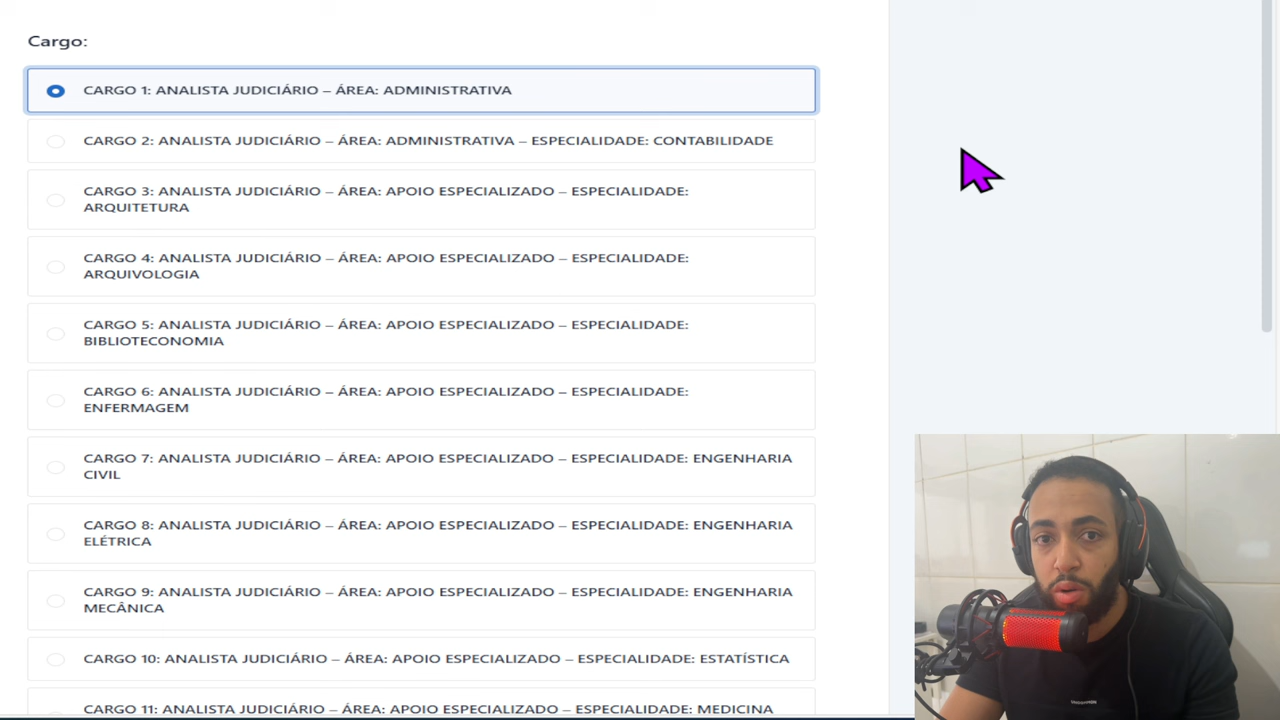 Cargo:
CARGO 1: ANALISTA JUDICIÁRIO – ÁREA: ADMINISTRATIVA
CARGO 2: ANALISTA JUDICIÁRIO – ÁREA: ADMINISTRATIVA – ESPECIALIDADE: CONTABILIDADE
CARGO 3: ANALISTA JUDICIÁRIO – ÁREA: APOIO ESPECIALIZADO – ESPECIALIDADE:
ARQUITETURA
CARGO 4: ANALISTA JUDICIÁRIO – ÁREA: APOIO ESPECIALIZADO – ESPECIALIDADE:
ARQUIVOLOGIA
CARGO 5: ANALISTA JUDICIÁRIO – ÁREA: APOIO ESPECIALIZADO – ESPECIALIDADE:
BIBLIOTECONOMIA
CARGO 6: ANALISTA JUDICIÁRIO – ÁREA: APOIO ESPECIALIZADO – ESPECIALIDADE:
ENFERMAGEM
CARGO 7: ANALISTA JUDICIÁRIO – ÁREA: APOIO ESPECIALIZADO – ESPECIALIDADE: ENGENHARIA
CIVIL
CARGO 8: ANALISTA JUDICIÁRIO – ÁREA: APOIO ESPECIALIZADO – ESPECIALIDADE: ENGENHARIA
ELÉTRICA
CARGO 9: ANALISTA JUDICIÁRIO – ÁREA: APOIO ESPECIALIZADO – ESPECIALIDADE: ENGENHARIA
MECÂNICA
CARGO 10: ANALISTA JUDICIÁRIO – ÁREA: APOIO ESPECIALIZADO – ESPECIALIDADE: ESTATÍSTICA
CARGO 11: ANALISTA JUDICIÁRIO – ÁREA: APOIO ESPECIALIZADO – ESPECIALIDADE: MEDICINA